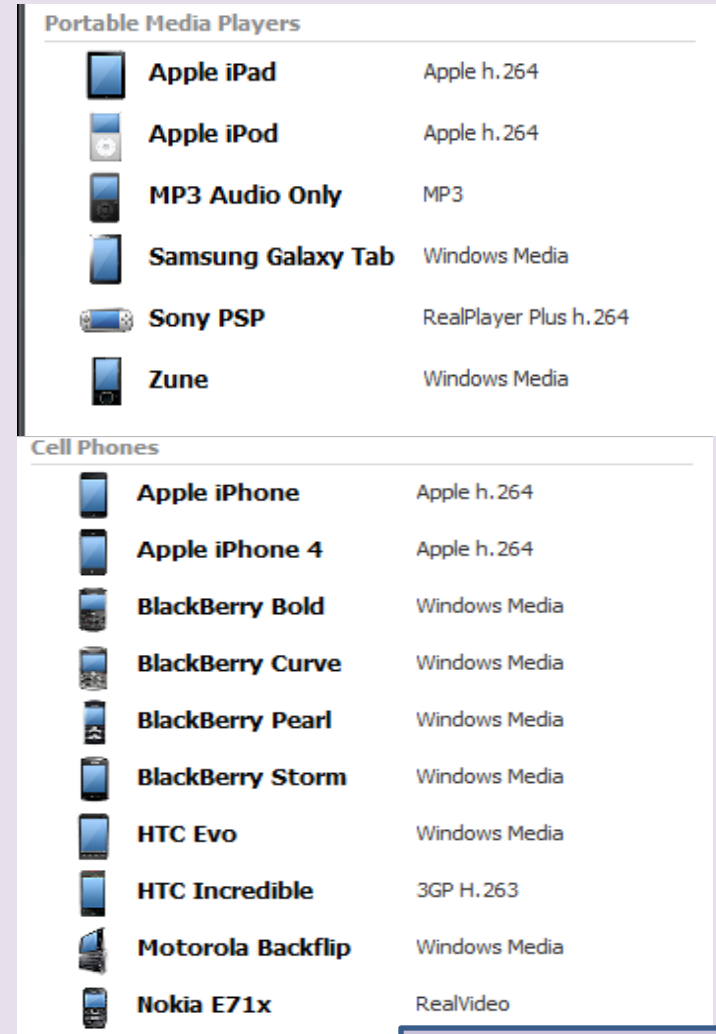 Portable Media Players
Apple iPad Apple h.264
Apple iPod Apple h.264
MP3 Audio Only MP3
Samsung Galaxy Tab Windows Media
Sony PSP RealPlayer Plus h.264
Zune Windows Media
Cell Phones
Apple iPhone Apple h.264
Apple iPhone 4 Apple h.264
BlackBerry Bold Windows Media
BlackBerry Curve Windows Media
BlackBerry Pearl Windows Media
BlackBerry Storm Windows Media
HTC Evo Windows Media
HTC Incredible 3GP H.263
Motorola Backflip Windows Media
Nokia E71x RealVideo